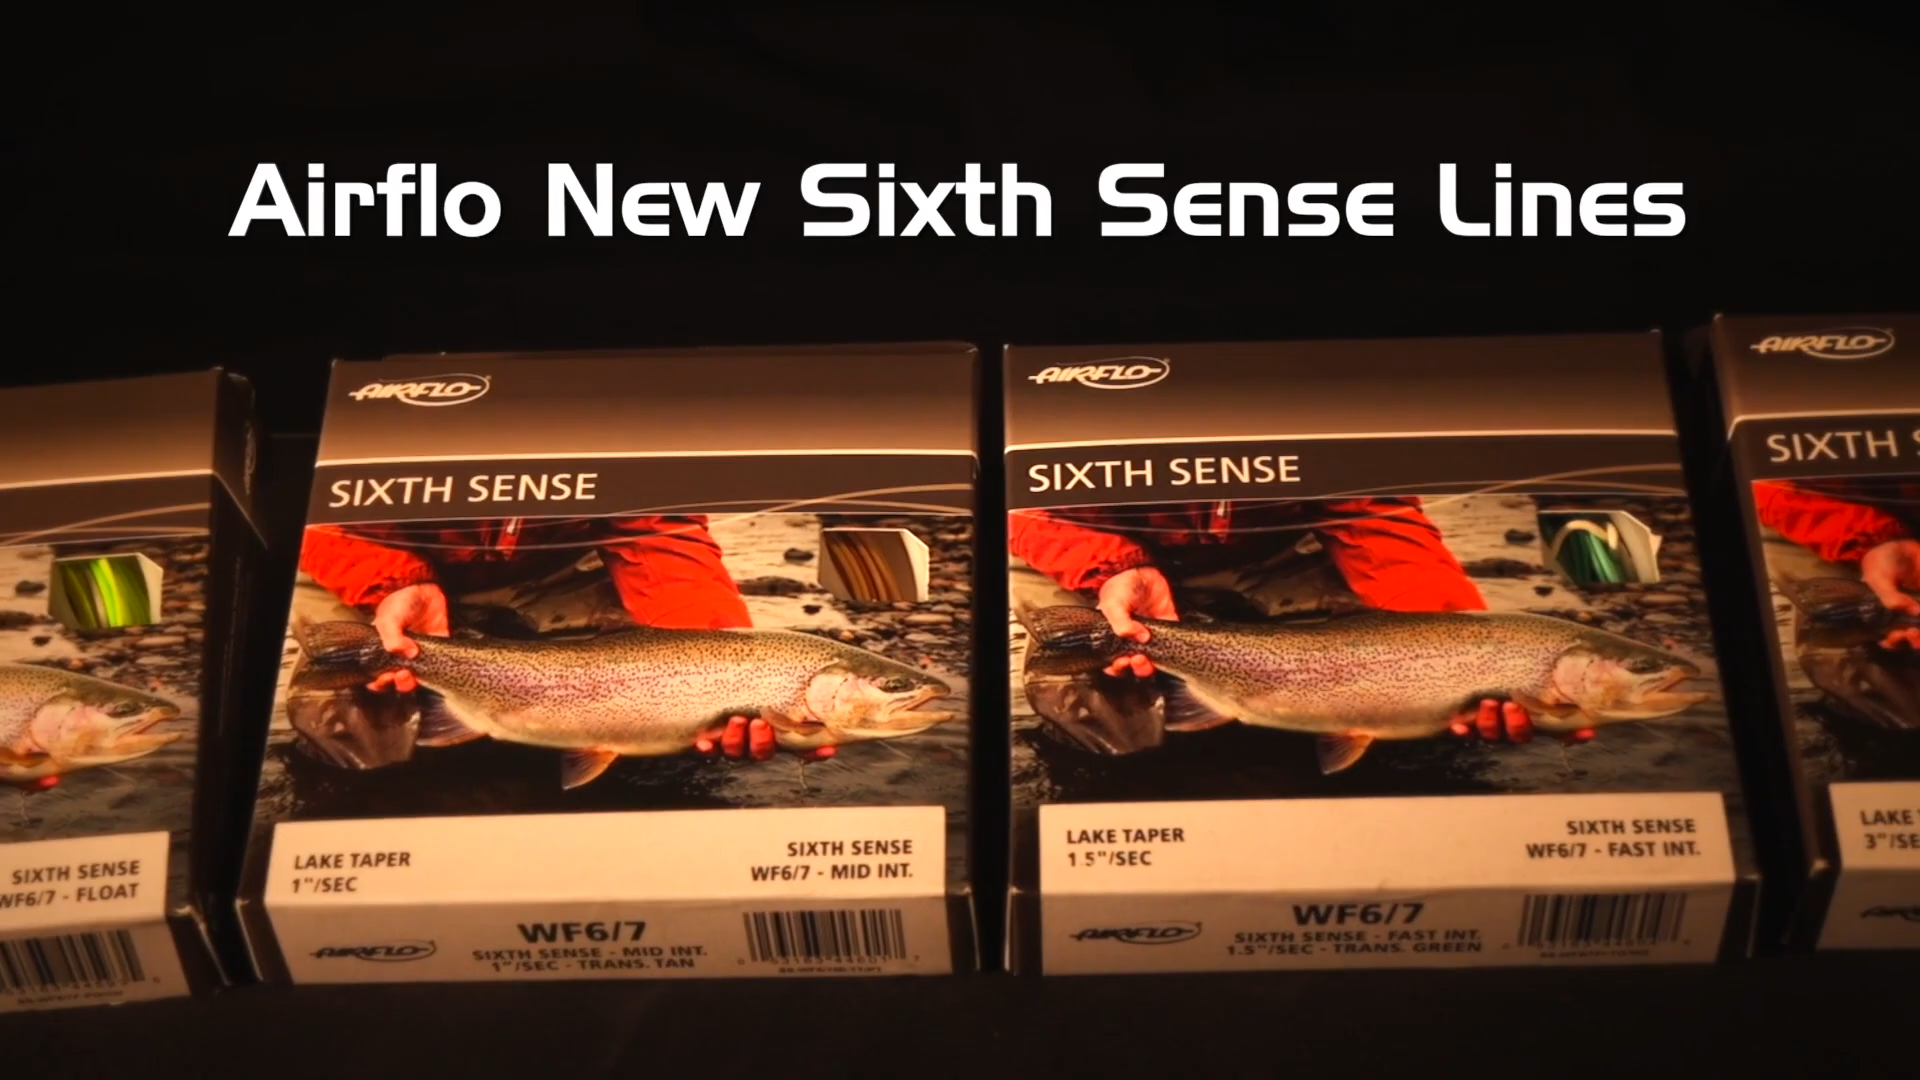 Airflo New Sixth Sense Lines
SIXTH SENSE
WF6/7 - FLOAT
AIRFLO
SIXTH SENSE
LAKE TAPER
1"/SEC
SIXTH SENSE
WF6/7 - MID INT.
AIRFLO
WF6/7
SIXTH SENSE - MID INT.
1"/SEC - TRANS. TAN
AIRFLO
SIXTH SENSE
LAKE TAPER
1.5"/SEC
SIXTH SENSE
WF6/7 - FAST INT.
AIRFLO
WF6/7
SIXTH SENSE - FAST INT.
1.5"/SEC - TRANS. GREEN
AIRFLO
SIXTH S
LAKE
3"/SE